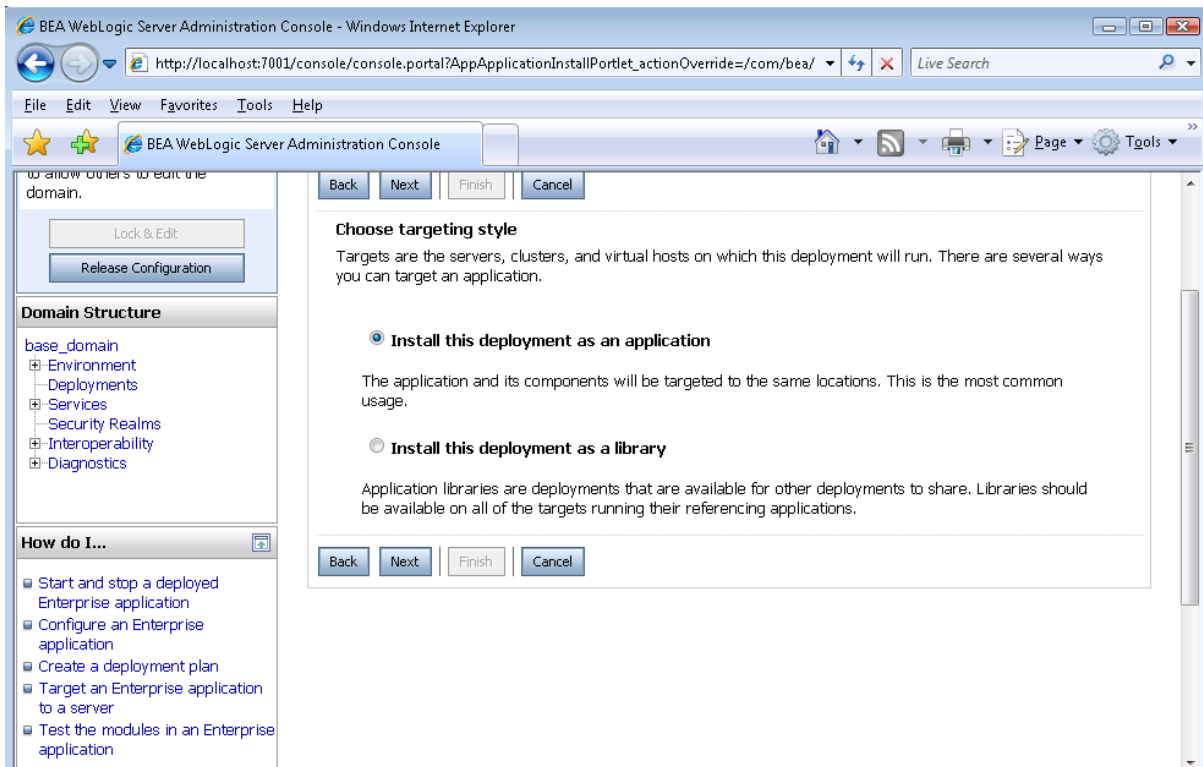 BEA WebLogic Server Administration Console - Windows Internet Explorer
http://localhost:7001/console/console.portal?AppApplicationInstallPortlet_actionOverride=/com/bea/
Live Search
File Edit View Favorites Tools Help
BEA WebLogic Server Administration Console
Page
Tools
to allow others to edit the
domain.
Lock & Edit
Release Configuration
Domain Structure
base_domain
Environment
Deployments
Services
Security Realms
Interoperability
Diagnostics
How do I...
Start and stop a deployed
Enterprise application
Configure an Enterprise
application
Create a deployment plan
Target an Enterprise application
to a server
Test the modules in an Enterprise
application
Back Next Finish Cancel
Choose targeting style
Targets are the servers, clusters, and virtual hosts on which this deployment will run. There are several ways
you can target an application.
Install this deployment as an application
The application and its components will be targeted to the same locations. This is the most common
usage.
Install this deployment as a library
Application libraries are deployments that are available for other deployments to share. Libraries should
be available on all of the targets running their referencing applications.
Back Next Finish Cancel